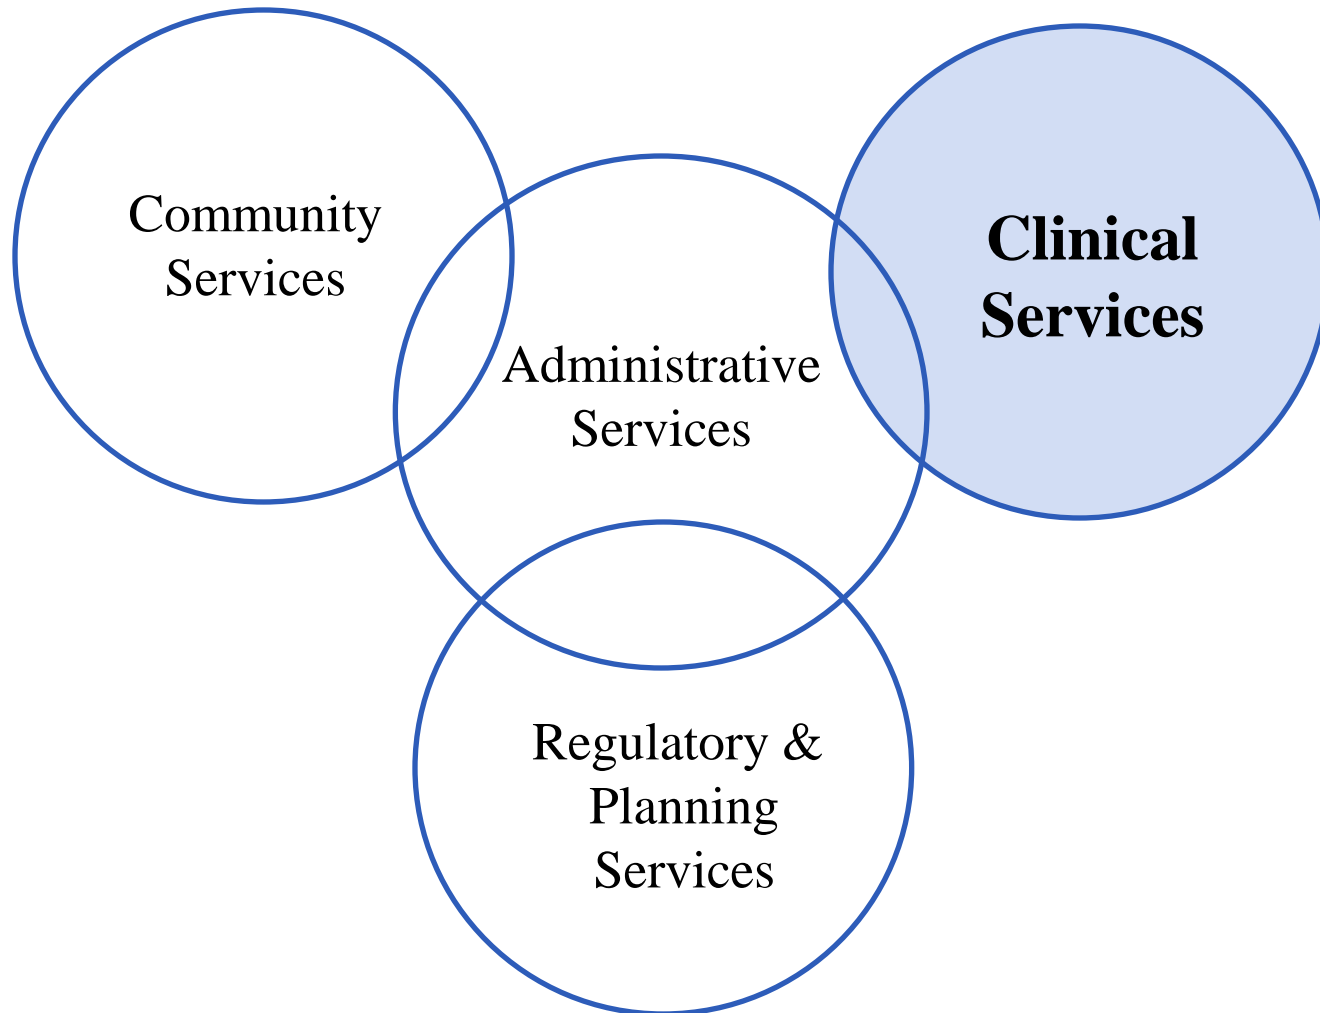 Community
Services
Clinical
Services
Administrative
Services
Regulatory &
Planning
Services